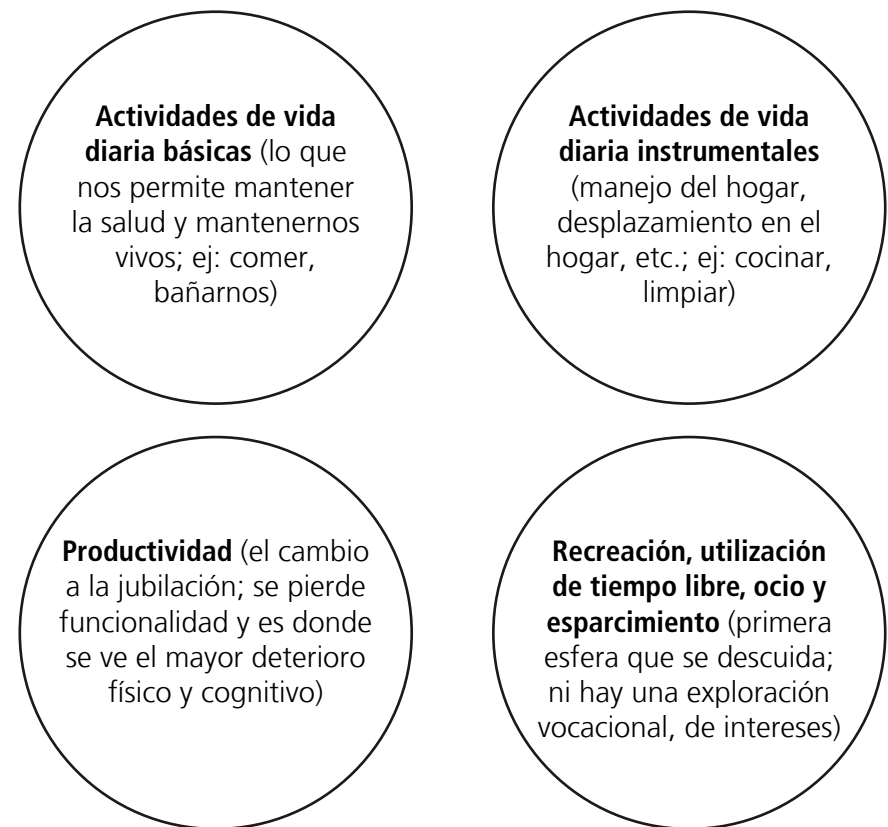 Actividades de vida
diaria básicas (lo que
nos permite mantener
la salud y mantenernos
vivos; ej: comer,
bañarnos)
Actividades de vida
diaria instrumentales
(manejo del hogar,
desplazamiento en el
hogar, etc.; ej: cocinar,
limpiar)
Productividad (el cambio
a la jubilación; se pierde
funcionalidad y es donde
se ve el mayor deterioro
físico y cognitivo)
Recreación, utilización
de tiempo libre, ocio y
esparcimiento (primera
esfera que se descuida;
ni hay una exploración
vocacional, de intereses)